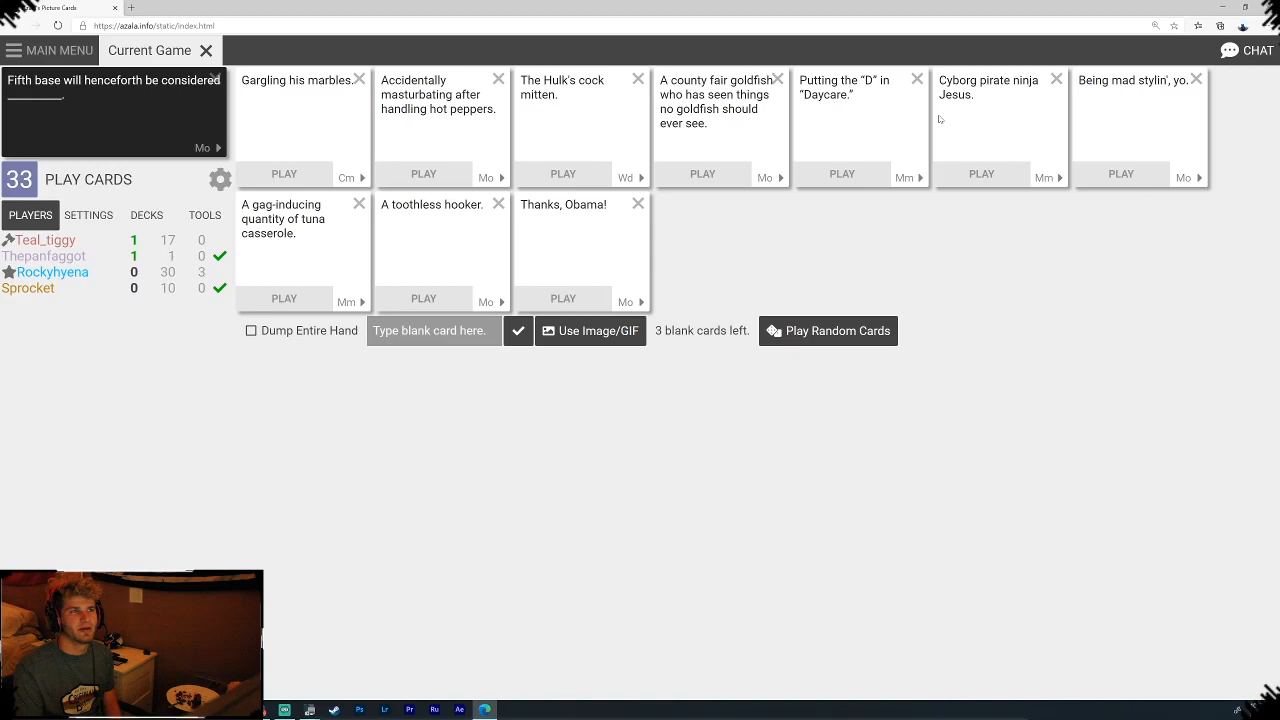 's Picture Cards
https://azala.info/static/index.html
MAIN MENU
Current Game
CHAT
Fifth base will henceforth be considered
__________.
Mo
Gargling his marbles.
PLAY
Cm
Accidentally
masturbating after
handling hot peppers.
PLAY
Mo
The Hulk's cock
mitten.
PLAY
Wd
A county fair goldfish
who has seen things
no goldfish should
ever see.
PLAY
Mo
Putting the “D” in
“Daycare.”
PLAY
Mm
Cyborg pirate ninja
Jesus.
PLAY
Mm
Being mad stylin', yo.
PLAY
Mo
33 PLAY CARDS
PLAYERS SETTINGS DECKS TOOLS
Teal_tiggy 1 17 0
Thepanfaggot 1 1 0
Rockyhyena 0 30 3
Sprocket 0 10 0
A gag-inducing
quantity of tuna
casserole.
PLAY
Mm
A toothless hooker.
PLAY
Mo
Thanks, Obama!
PLAY
Mo
Dump Entire Hand
Type blank card here.
Use Image/GIF
3 blank cards left.
Play Random Cards
Lr
Ps
Pr
Ru
Ae